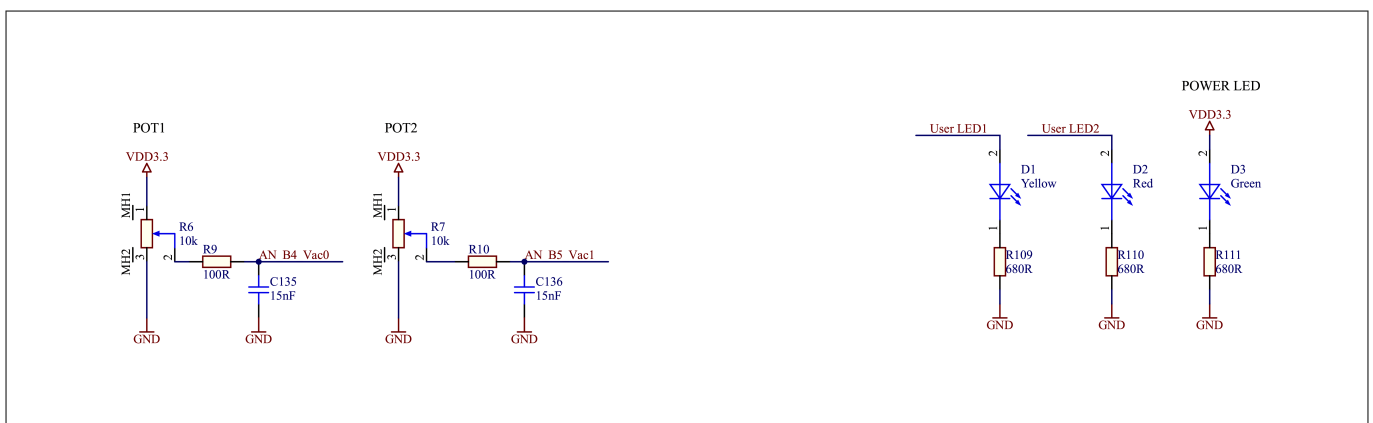 POWER LED
POT1
POT2
VDD3.3
User LED1
User LED2
VDD3.3
VDD3.3
MH1
1
MH2
3
2
R6
10k
R9
100R
AN_B4_Vac0
C135
15nF
GND
GND
MH1
1
MH2
3
2
R7
10k
R10
100R
AN_B5_Vac1
C136
15nF
GND
GND
2
D1
Yellow
1
R109
680R
GND
2
D2
Red
1
R110
680R
GND
2
D3
Green
1
R111
680R
GND